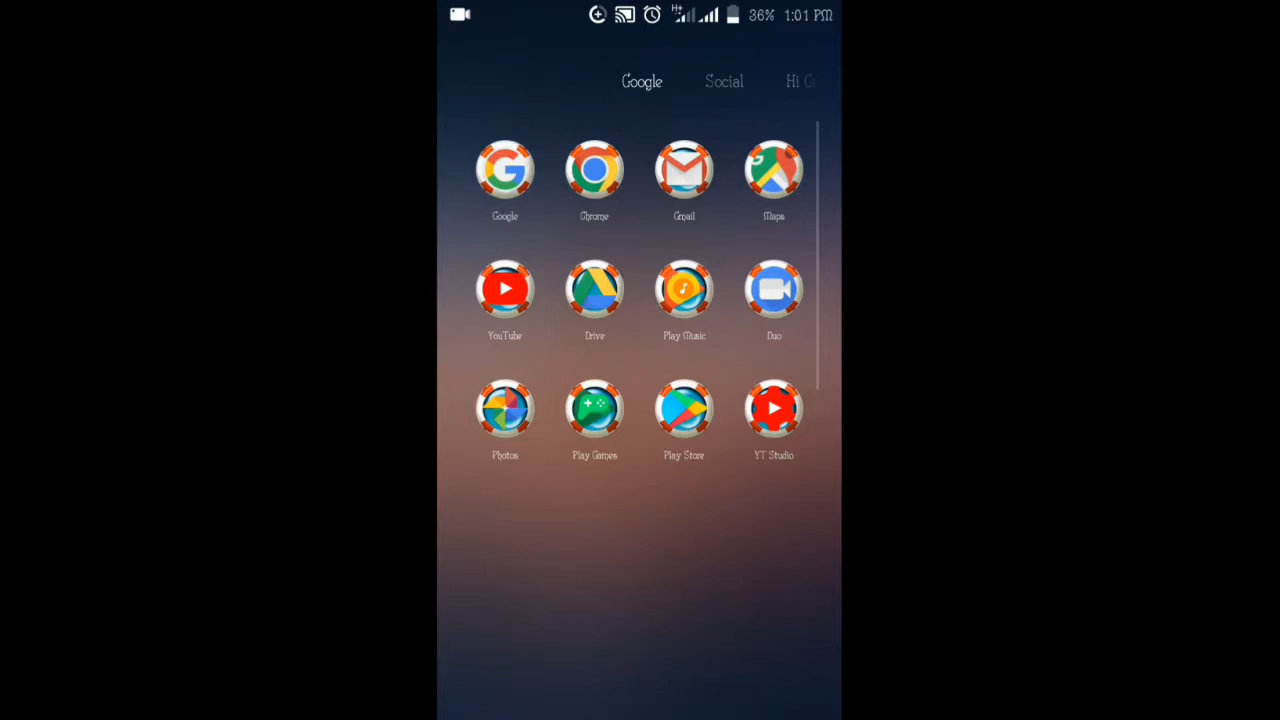 H+ 36% 1:01 PM
Google Social Hi G
Google Chrome Gmail Maps
YouTube Drive Play Music Duo
Photos Play Games Play Store YT Studio